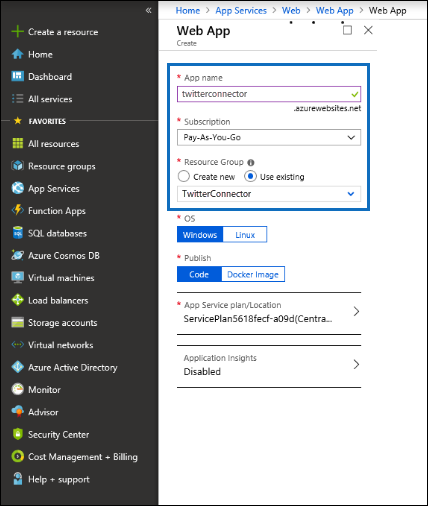 «
Create a resource
Home
Dashboard
All services
FAVORITES
All resources
Resource groups
App Services
Function Apps
SQL databases
Azure Cosmos DB
Virtual machines
Load balancers
Storage accounts
Virtual networks
Azure Active Directory
Monitor
Advisor
Security Center
Cost Management + Billing
Help + support
Home > App Services > Web > Web App > Web App
Web App
Create
* App name
twitterconnector
.azurewebsites.net
* Subscription
Pay-As-You-Go
* Resource Group
Create new Use existing
TwitterConnector
* OS
Windows Linux
* Publish
Code Docker Image
* App Service plan/Location
ServicePlan5618fecf-a09d(Centra...
Application Insights
Disabled